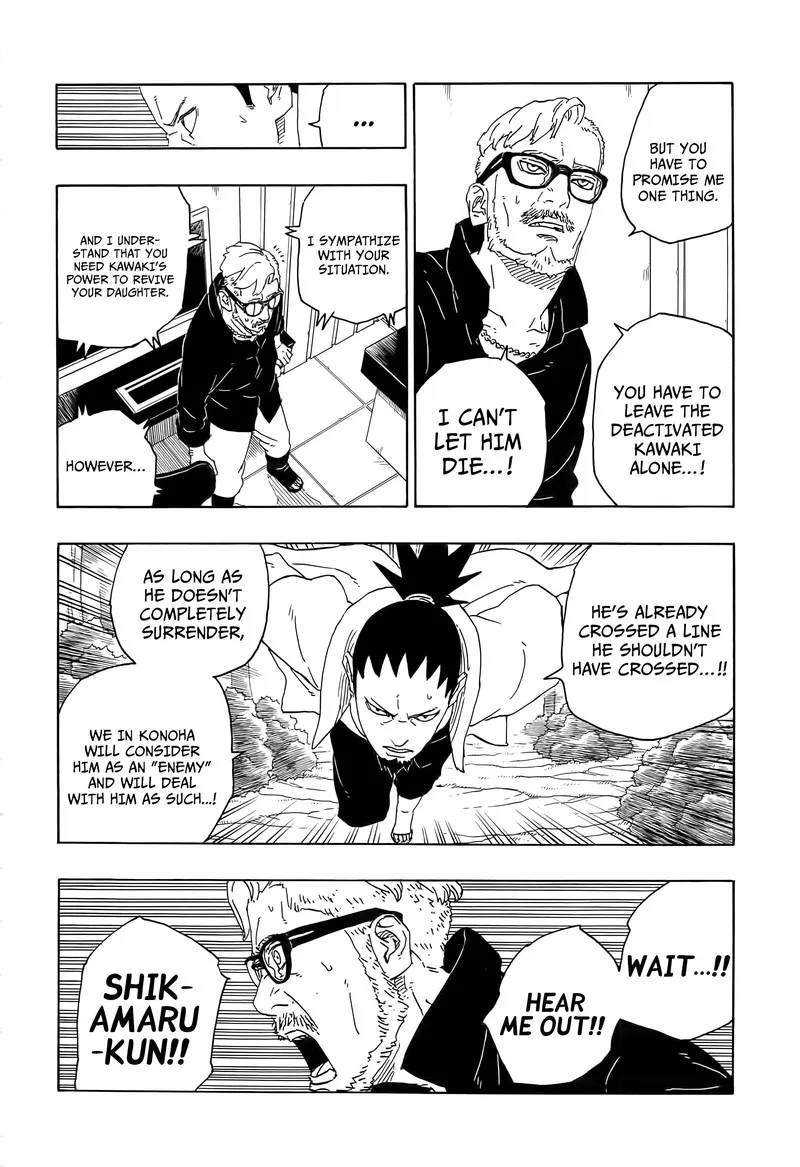 BUT YOU
HAVE TO
PROMISE ME
ONE THING.
YOU HAVE TO
LEAVE THE
DEACTIVATED
KAWAKI
ALONE...!
I CAN'T
LET HIM
DIE...!
...
I SYMPATHIZE
WITH YOUR
SITUATION.
AND I UNDER-
STAND THAT YOU
NEED KAWAKI'S
POWER TO REVIVE
YOUR DAUGHTER.
HOWEVER...
HE'S ALREADY
CROSSED A LINE
HE SHOULDN'T
HAVE CROSSED...!!
AS LONG AS
HE DOESN'T
COMPLETELY
SURRENDER,
WE IN KONOHA
WILL CONSIDER
HIM AS AN "ENEMY"
AND WILL DEAL
WITH HIM AS SUCH...!
WAIT...!!
HEAR
ME OUT!!
SHIK-
AMARU
-KUN!!